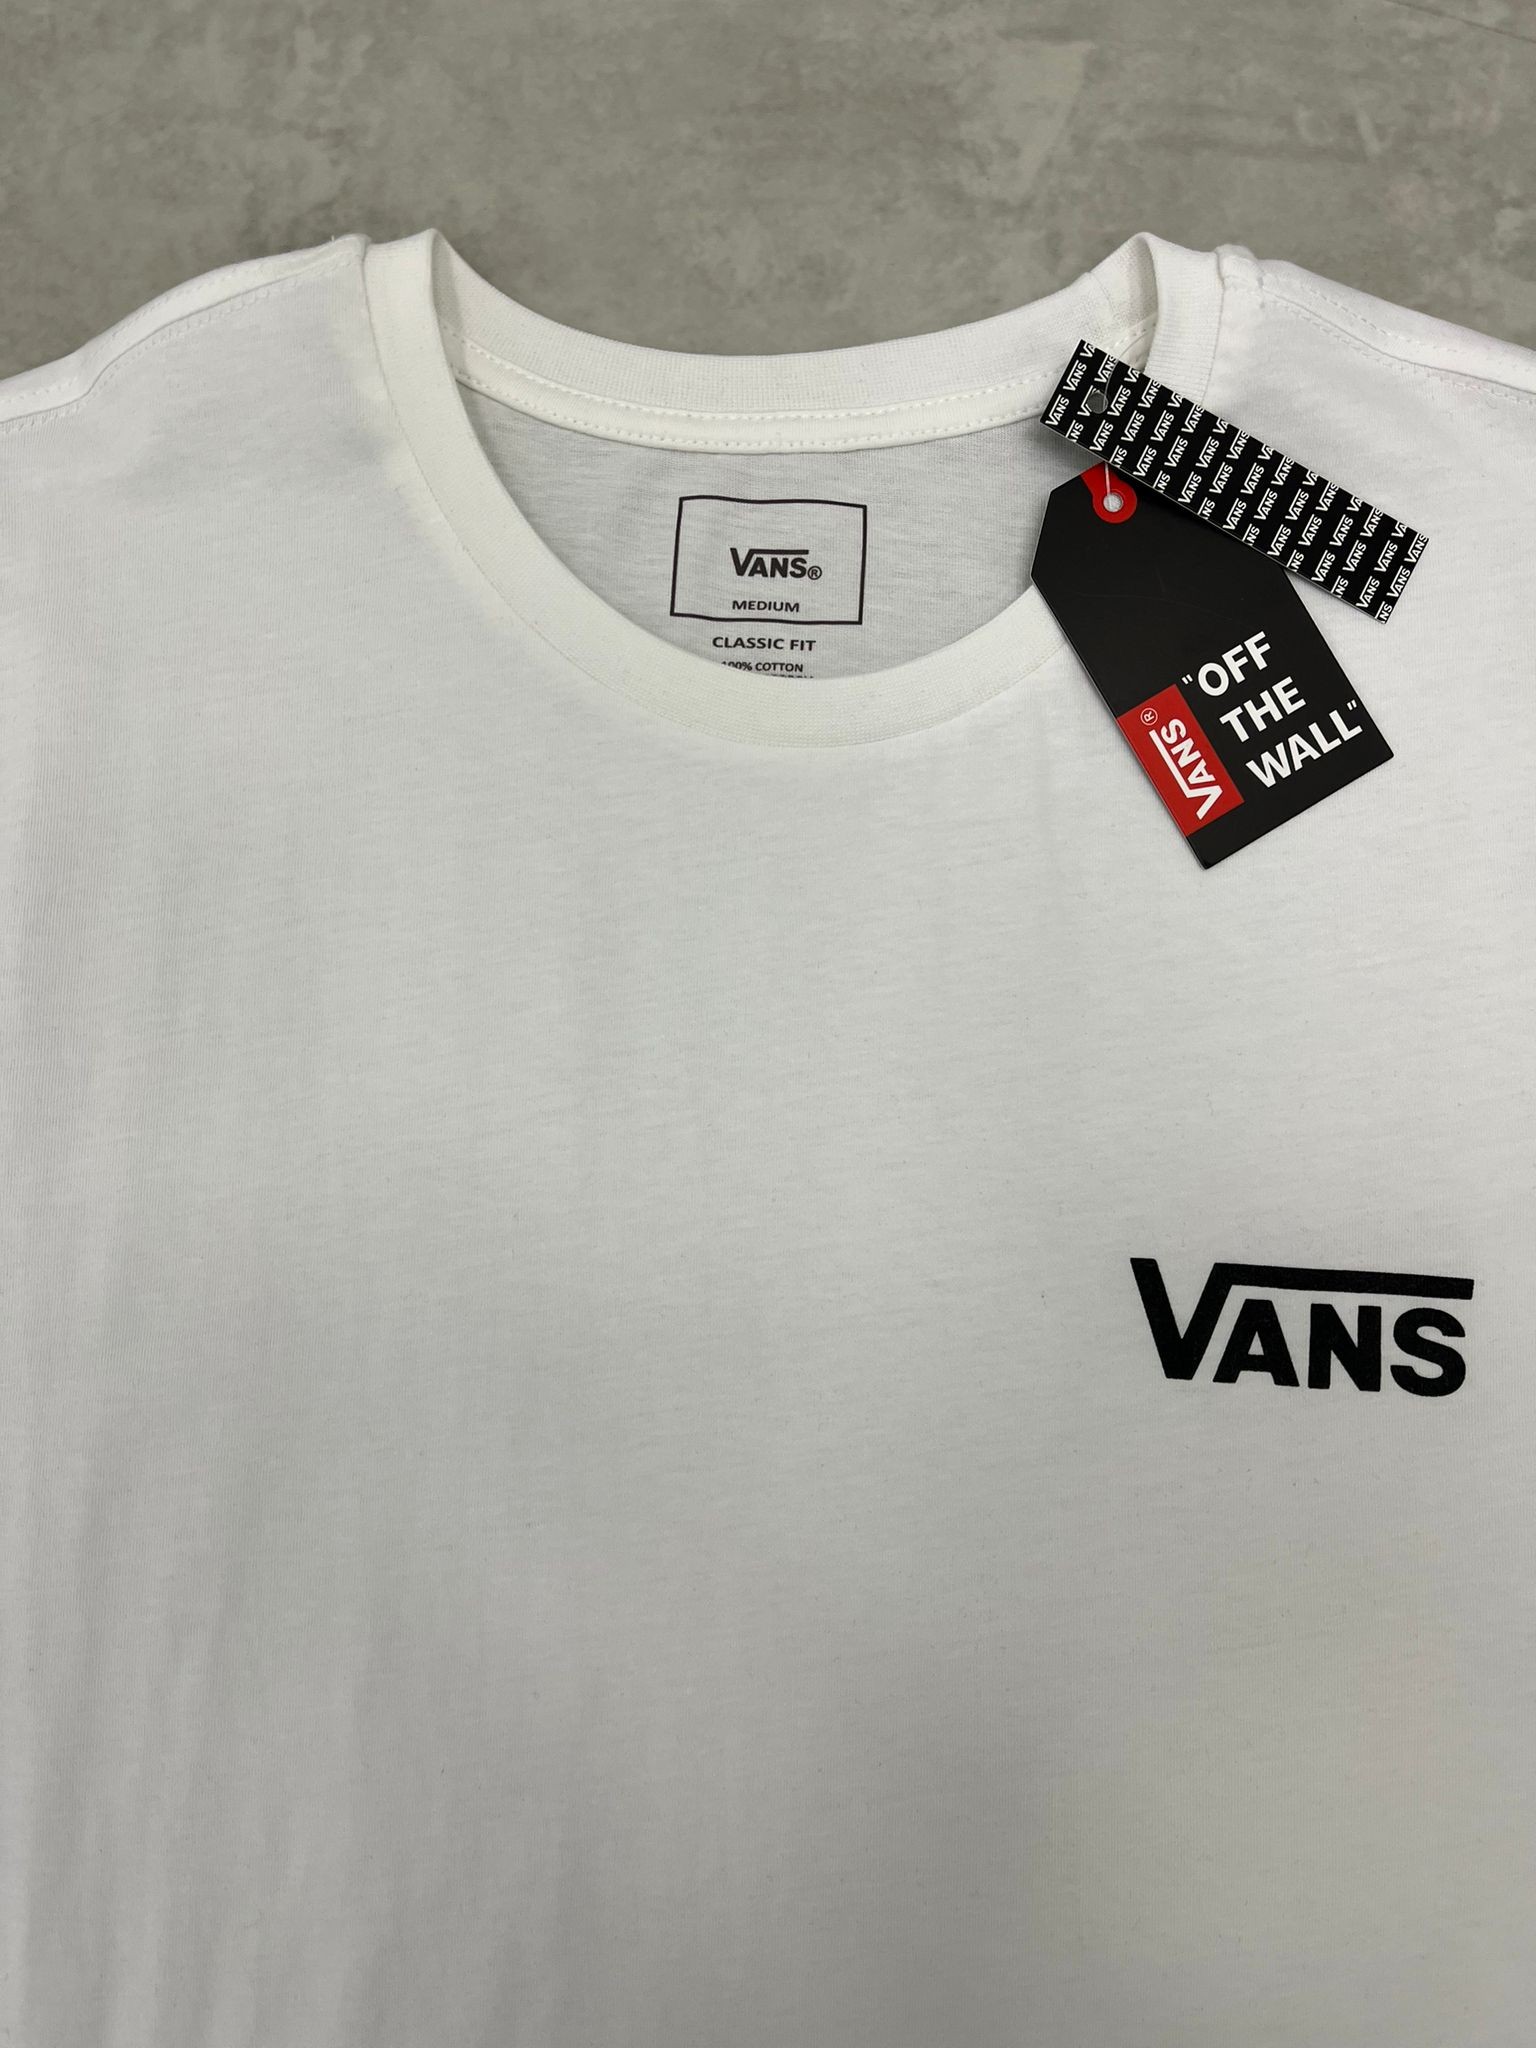 VANS®
MEDIUM
CLASSIC FIT
100% COTTON
"OFF
THE
WALL"
VANS®
VANS